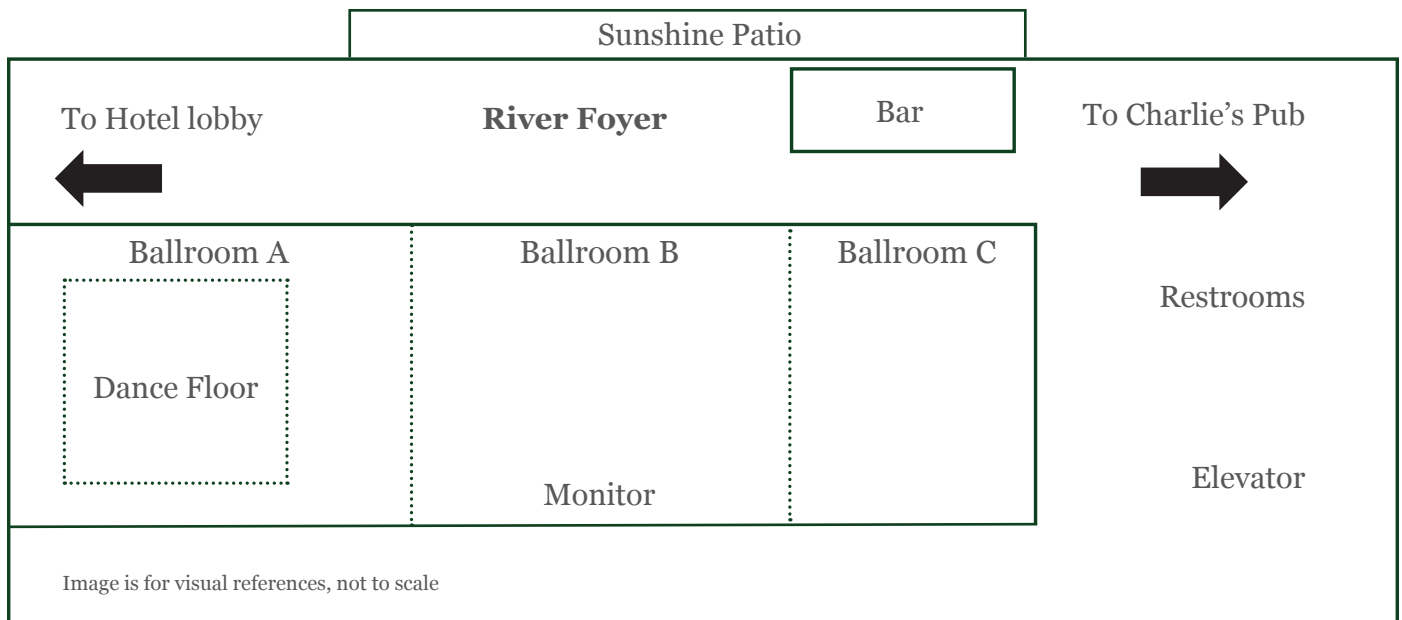 Sunshine Patio
To Hotel lobby
River Foyer
Bar
To Charlie's Pub
Ballroom A
Ballroom B
Ballroom C
Restrooms
Dance Floor
Elevator
Monitor
Image is for visual references, not to scale